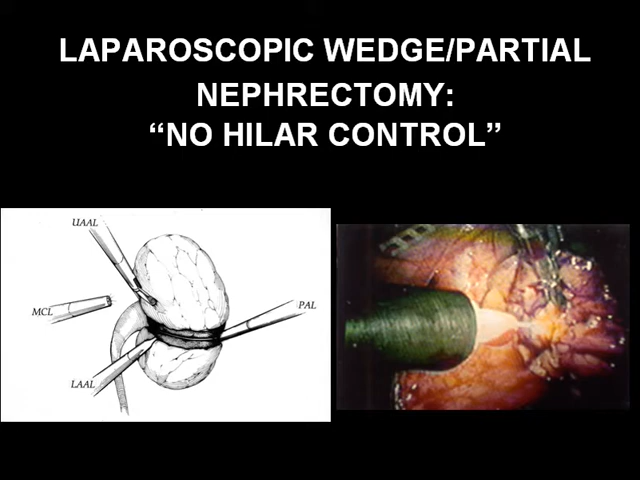 LAPAROSCOPIC WEDGE/PARTIAL
NEPHRECTOMY:
“NO HILAR CONTROL”
UAAL
MCL
PAL
LAAL